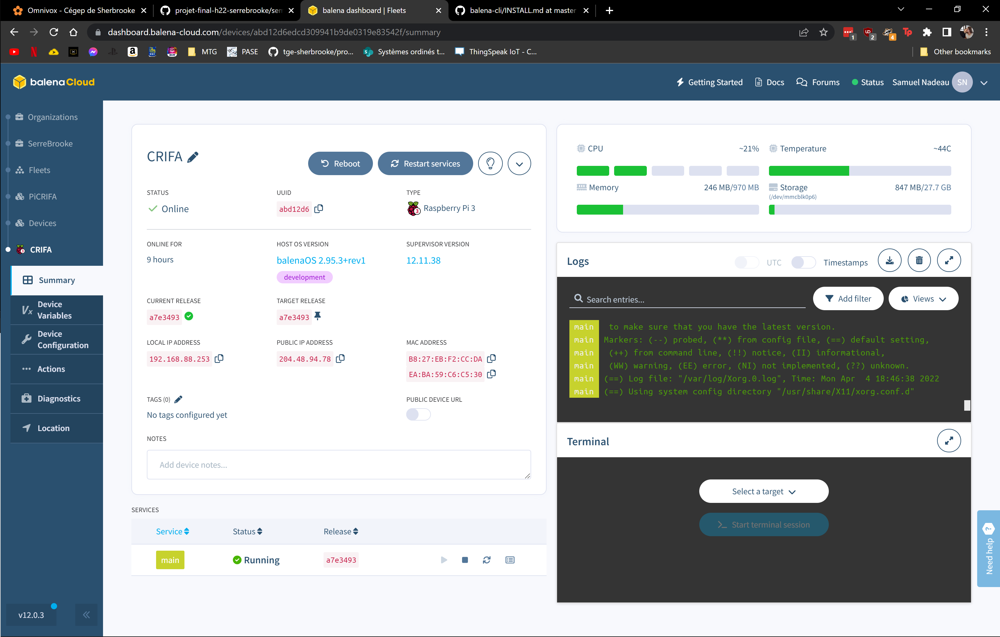 Omnivox - Cégep de Sherbrooke
projet-final-h22-serrebrooke/sem
balena dashboard | Fleets
balena-cli/INSTALL.md at master
dashboard.balena-cloud.com/devices/abd12d6edcd309941b9de0319e83542f/summary
1
2
4
Tp
MTG
PASE
tge-sherbrooke/pro...
Systèmes ordinés t...
ThingSpeak IoT - C...
Other bookmarks
balenaCloud
Getting Started
Docs
Forums
Status
Samuel Nadeau
SN
Organizations
SerreBrooke
Fleets
PiCRIFA
Devices
CRIFA
Summary
Vx
Device
Variables
Device
Configuration
Actions
Diagnostics
Location
v12.0.3
CRIFA
Reboot
Restart services
STATUS
UUID
TYPE
Online
abd12d6
Raspberry Pi 3
ONLINE FOR
HOST OS VERSION
SUPERVISOR VERSION
9 hours
balenaOS 2.95.3+rev1
12.11.38
development
CURRENT RELEASE
TARGET RELEASE
a7e3493
a7e3493
LOCAL IP ADDRESS
PUBLIC IP ADDRESS
MAC ADDRESS
192.168.88.253
204.48.94.78
B8:27:EB:F2:CC:DA
EA:BA:59:C6:C5:30
TAGS (0)
PUBLIC DEVICE URL
No tags configured yet
NOTES
Add device notes...
SERVICES
Service
Status
Release
main
Running
a7e3493
CPU
~21%
Temperature
~44C
Memory
246 MB/970 MB
Storage
847 MB/27.7 GB
(/dev/mmcblk0p6)
Logs
UTC
Timestamps
Search entries...
Add filter
Views
main to make sure that you have the latest version.
main Markers: (--) probed, (**) from config file, (==) default setting,
main (++) from command line, (!!) notice, (II) informational,
main (WW) warning, (EE) error, (NI) not implemented, (??) unknown.
main (==) Log file: "/var/log/Xorg.0.log", Time: Mon Apr  4 18:46:38 2022
main (==) Using system config directory "/usr/share/X11/xorg.conf.d"
Terminal
Select a target
Start terminal session
Need help